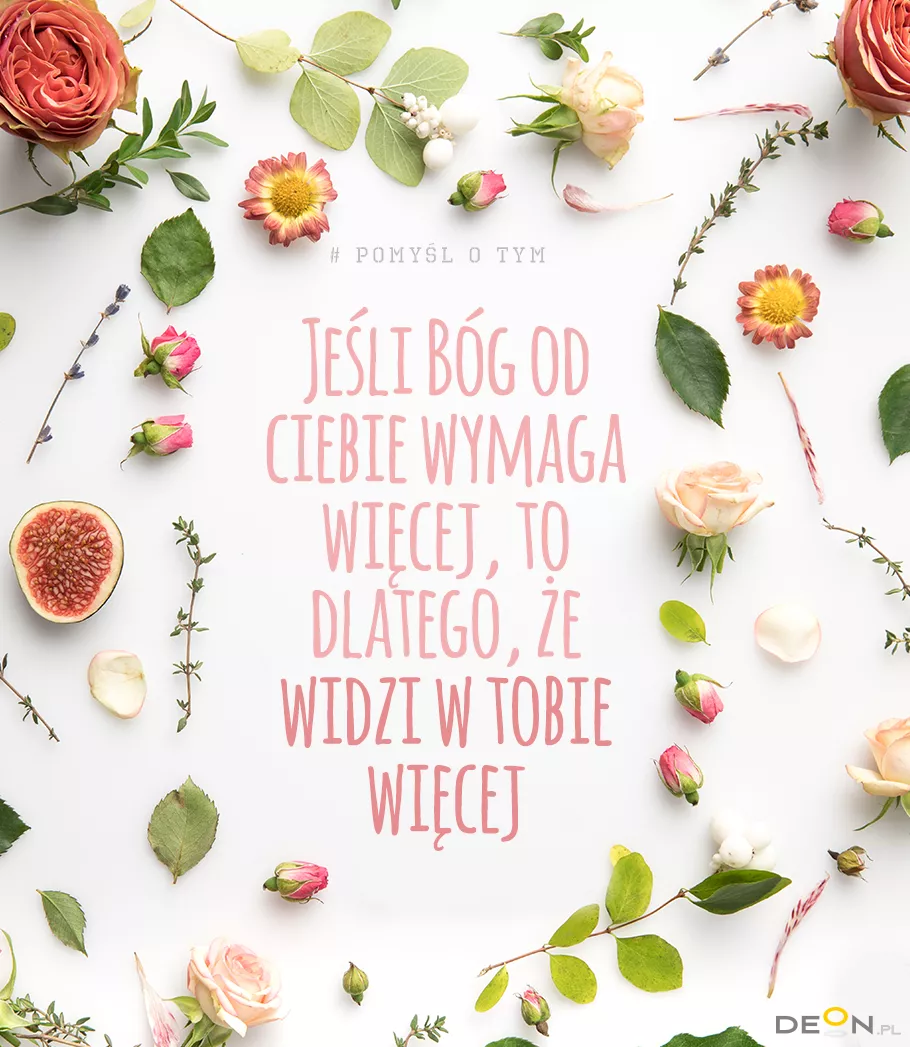 # POMYŚL O TYM
JEŚLI BÓG OD
CIEBIE WYMAGA
WIĘCEJ, TO
DLATEGO, ŻE
WIDZI W TOBIE
WIĘCEJ
DEON.PL